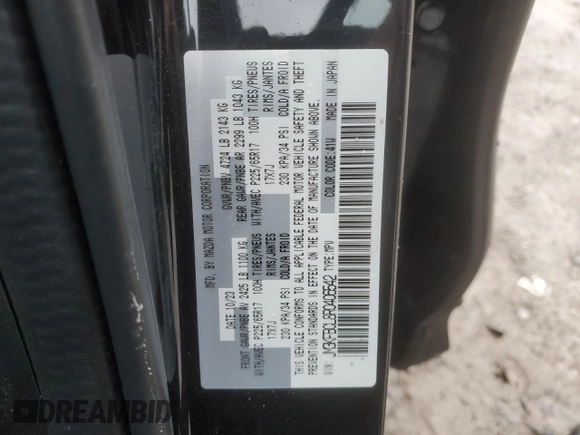 MFD. BY MAZDA MOTOR CORPORATION
DATE: 10/23 GVWR/PNBV 4724 LB 2143 KG
FRONT GAWR/PNBE AV 2425 LB 1100 KG REAR GAWR/PNBE AR 2299 LB 1043 KG
WITH/AVEC P225/65R17 100H TIRES/PNEUS WITH/AVEC P225/65R17 100H TIRES/PNEUS
17X7J RIMS/JANTES 17X7J RIMS/JANTES
230 KPA/34 PSI COLD/A FROID 230 KPA/34 PSI COLD/A FROID
THIS VEHICLE CONFORMS TO ALL APPLICABLE FEDERAL MOTOR VEHICLE SAFETY AND THEFT
PREVENTION STANDARDS IN EFFECT ON THE DATE OF MANUFACTURE SHOWN ABOVE.
VIN: TYPE: MPV COLOR CODE: 41W MADE IN JAPAN
DREAMBID